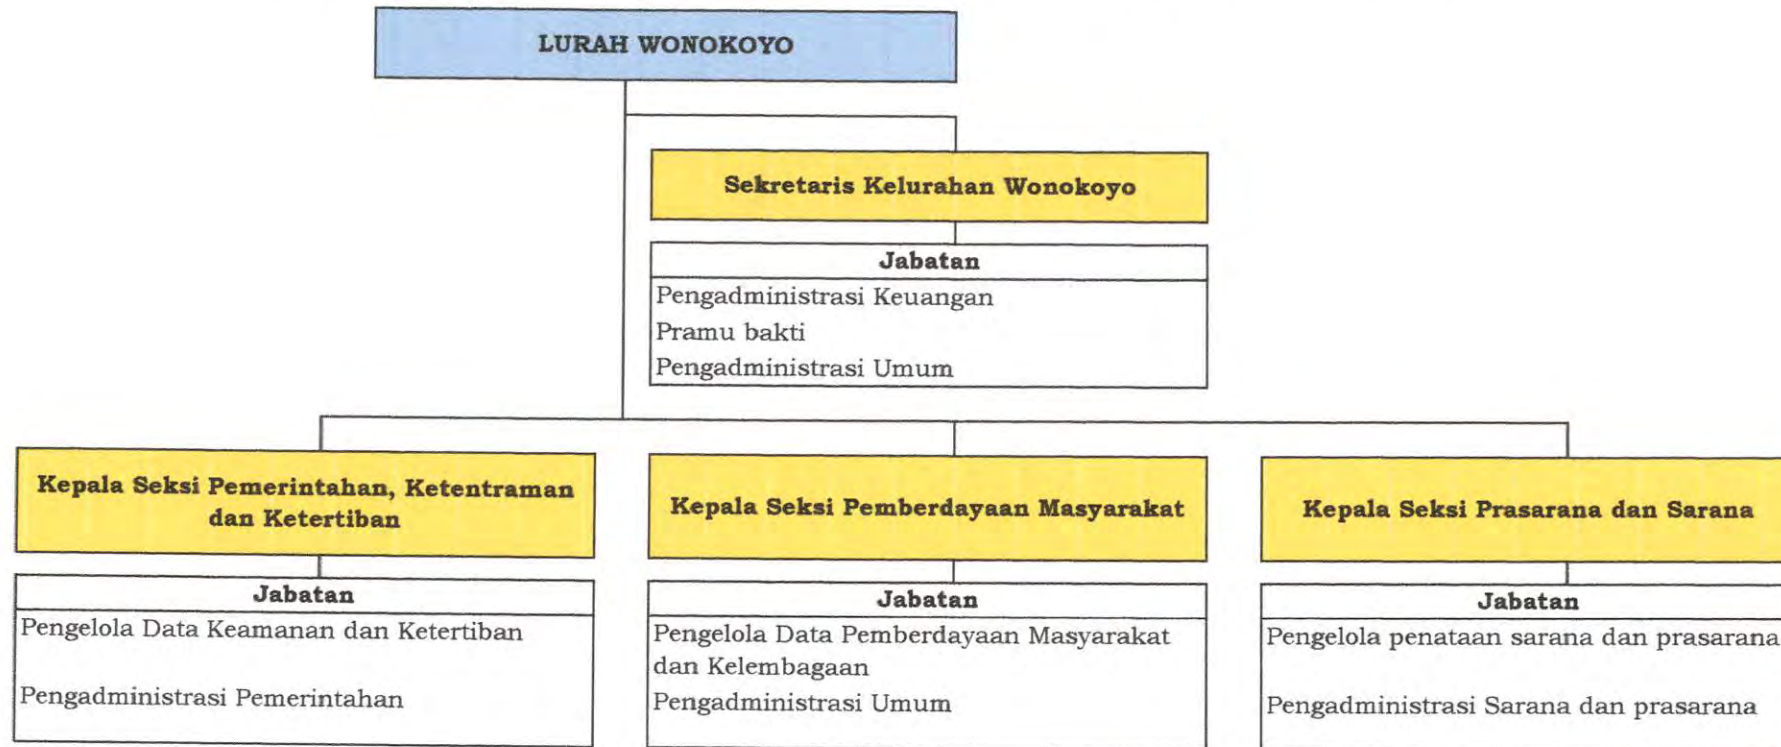 LURAH WONOKOYO
Sekretaris Kelurahan Wonokoyo
Jabatan
Pengadministrasi Keuangan
Pramu bakti
Pengadministrasi Umum
Kepala Seksi Pemerintahan, Ketentraman
dan Ketertiban
Jabatan
Pengelola Data Keamanan dan Ketertiban
Pengadministrasi Pemerintahan
Kepala Seksi Pemberdayaan Masyarakat
Jabatan
Pengelola Data Pemberdayaan Masyarakat
dan Kelembagaan
Pengadministrasi Umum
Kepala Seksi Prasarana dan Sarana
Jabatan
Pengelola penataan sarana dan prasarana
Pengadministrasi Sarana dan prasarana